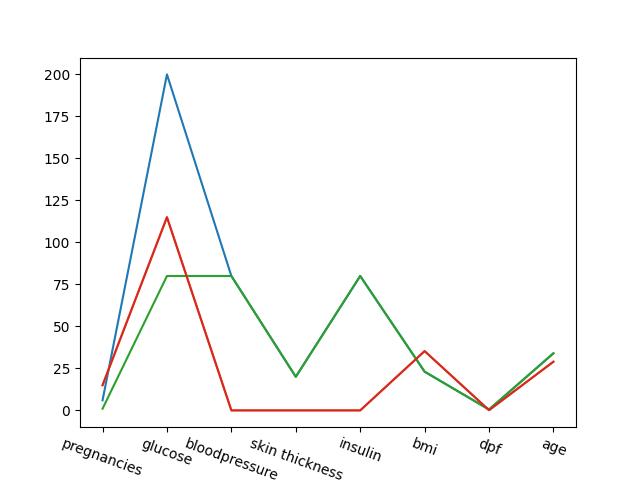 200
175
150
125
100
75
50
25
0
pregnancies
glucose
bloodpressure
skin thickness
insulin
bmi
dpf
age